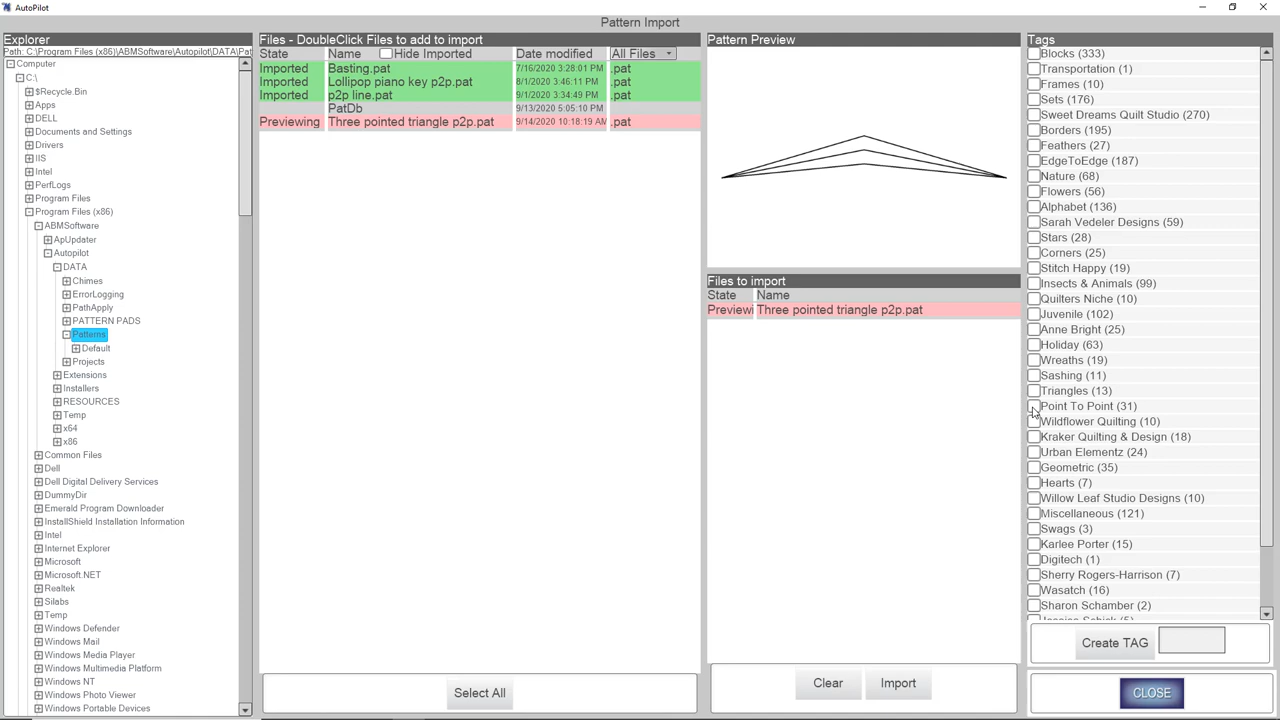 AutoPilot
Pattern Import
Explorer
Path: C:\Program Files (x86)\ABMSoftware\Autopilot\DATA\Pat
Computer
C:\
$Recycle.Bin
Apps
DELL
Documents and Settings
Drivers
IIS
Intel
PerfLogs
Program Files
Program Files (x86)
ABMSoftware
ApUpdater
Autopilot
DATA
Chimes
ErrorLogging
PathApply
PATTERN PADS
Patterns
Default
Projects
Extensions
Installers
RESOURCES
Temp
x64
x86
Common Files
Dell
Dell Digital Delivery Services
DummyDir
Emerald Program Downloader
InstallShield Installation Information
Intel
Internet Explorer
Microsoft
Microsoft.NET
Realtek
Silabs
Temp
Windows Defender
Windows Mail
Windows Media Player
Windows Multimedia Platform
Windows NT
Windows Photo Viewer
Windows Portable Devices
Files - DoubleClick Files to add to import
State Name Hide Imported Date modified All Files
Imported Basting.pat 7/16/2020 3:28:01 PM .pat
Imported Lollipop piano key p2p.pat 8/1/2020 3:46:11 PM .pat
Imported p2p line.pat 9/1/2020 3:34:49 PM .pat
PatDb 9/13/2020 5:05:10 PM
Previewing Three pointed triangle p2p.pat 9/14/2020 10:18:19 AM .pat
Select All
Pattern Preview
Files to import
State Name
Previewi Three pointed triangle p2p.pat
Clear Import
Tags
Blocks (333)
Transportation (1)
Frames (10)
Sets (176)
Sweet Dreams Quilt Studio (270)
Borders (195)
Feathers (27)
EdgeToEdge (187)
Nature (68)
Flowers (56)
Alphabet (136)
Sarah Vedeler Designs (59)
Stars (28)
Corners (25)
Stitch Happy (19)
Insects & Animals (99)
Quilters Niche (10)
Juvenile (102)
Anne Bright (25)
Holiday (63)
Wreaths (19)
Sashing (11)
Triangles (13)
Point To Point (31)
Wildflower Quilting (10)
Kraker Quilting & Design (18)
Urban Elementz (24)
Geometric (35)
Hearts (7)
Willow Leaf Studio Designs (10)
Miscellaneous (121)
Swags (3)
Karlee Porter (15)
Digitech (1)
Sherry Rogers-Harrison (7)
Wasatch (16)
Sharon Schamber (2)
Create TAG
CLOSE